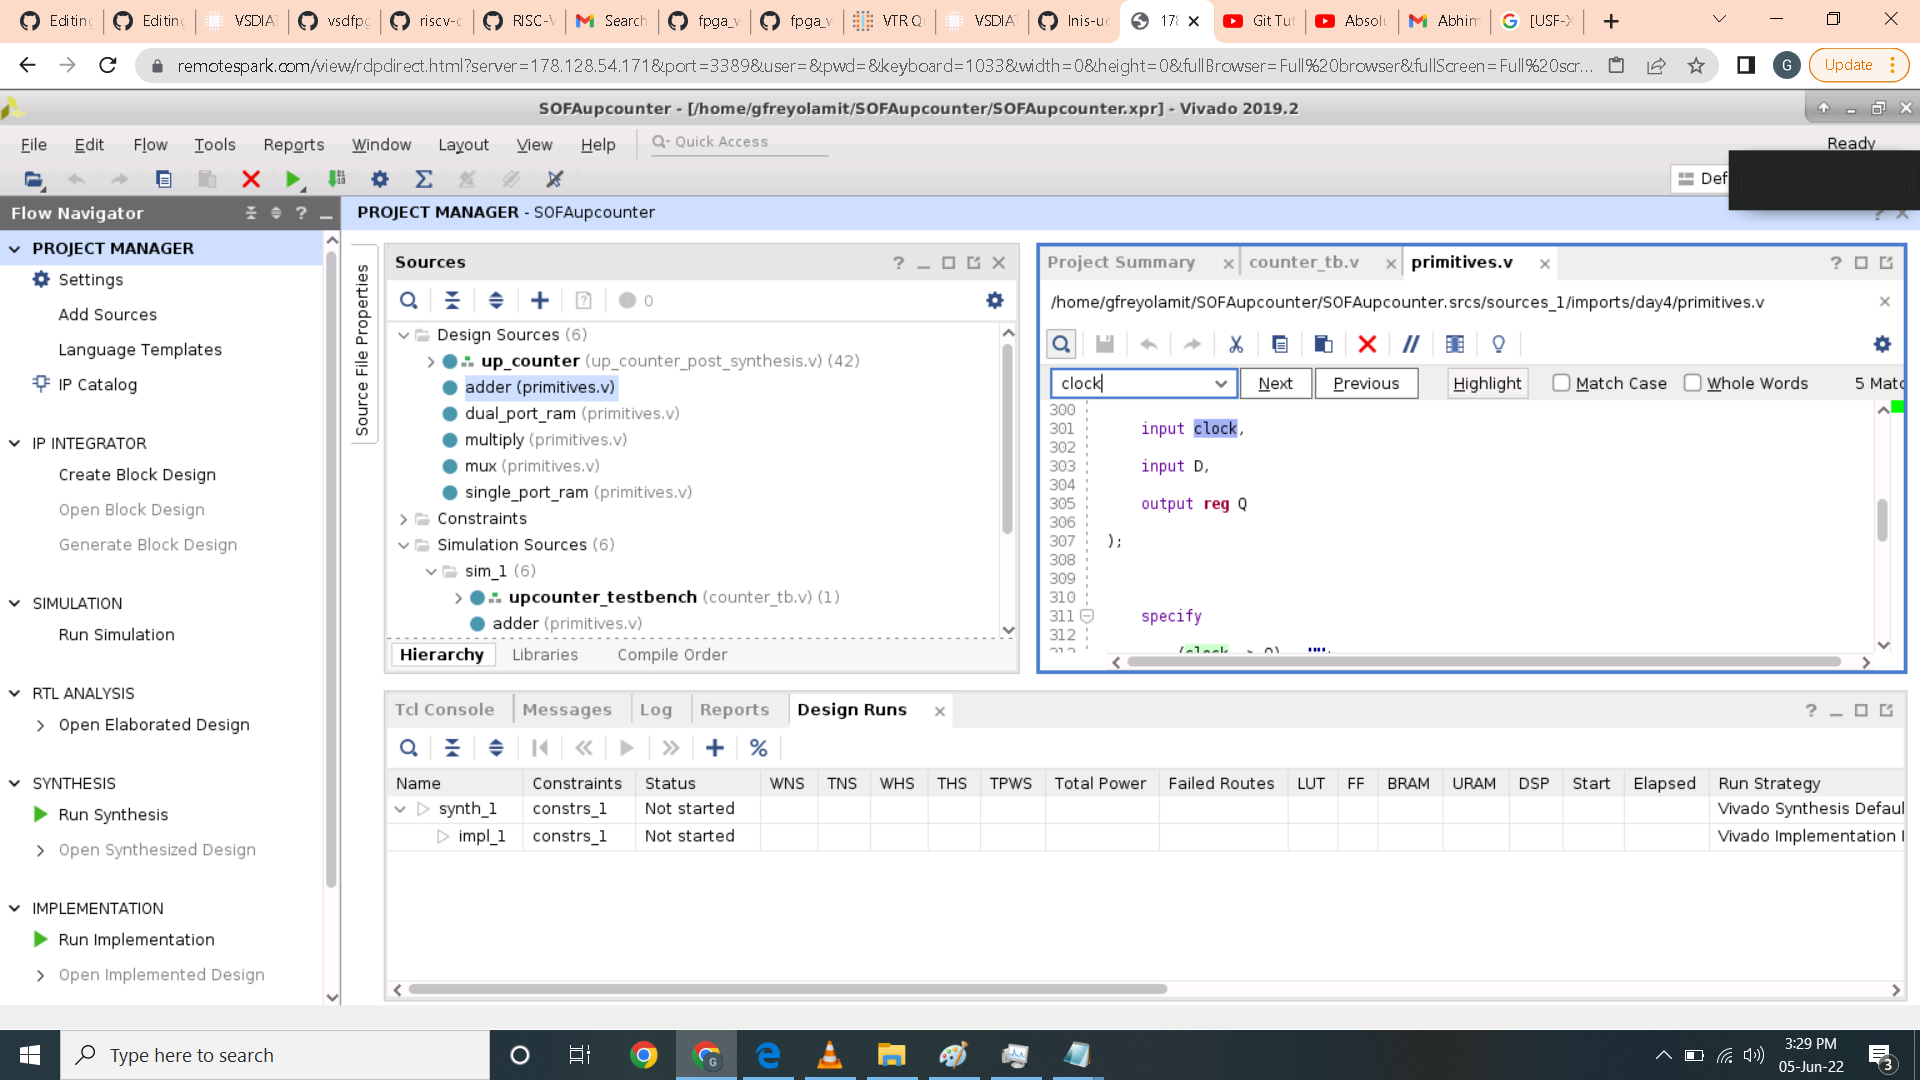 Editing
Editing
VSDIA
vsdfp
riscv-c
RISC-V
Search
fpga_v
fpga_v
VTR Q
VSDIA
Inis-uc
178
Git Tut
Absolu
Abhim
[USF-X
remotespark.com/view/rdpdirect.html?server=178.128.54.171&port=3389&user=&pwd=&keyboard=1033&width=0&height=0&fullBrowser=Full%20browser&fullScreen=Full%20scr...
G
Update
SOFAupcounter - [/home/gfreyolamit/SOFAupcounter/SOFAupcounter.xpr] - Vivado 2019.2
File Edit Flow Tools Reports Window Layout View Help
Quick Access
Ready
Def
Flow Navigator
PROJECT MANAGER - SOFAupcounter
PROJECT MANAGER
Settings
Add Sources
Language Templates
IP Catalog
IP INTEGRATOR
Create Block Design
Open Block Design
Generate Block Design
SIMULATION
Run Simulation
RTL ANALYSIS
Open Elaborated Design
SYNTHESIS
Run Synthesis
Open Synthesized Design
IMPLEMENTATION
Run Implementation
Open Implemented Design
Source File Properties
Sources
0
Design Sources (6)
up_counter (up_counter_post_synthesis.v) (42)
adder (primitives.v)
dual_port_ram (primitives.v)
multiply (primitives.v)
mux (primitives.v)
single_port_ram (primitives.v)
Constraints
Simulation Sources (6)
sim_1 (6)
upcounter_testbench (counter_tb.v) (1)
adder (primitives.v)
Hierarchy Libraries Compile Order
Project Summary counter_tb.v primitives.v
/home/gfreyolamit/SOFAupcounter/SOFAupcounter.srcs/sources_1/imports/day4/primitives.v
clock Next Previous Highlight Match Case Whole Words 5 Matc
300
301 input clock,
302
303 input D,
304
305 output reg Q
306
307 );
308
309
310
311 specify
312
313 (clock
Tcl Console Messages Log Reports Design Runs
Name Constraints Status WNS TNS WHS THS TPWS Total Power Failed Routes LUT FF BRAM URAM DSP Start Elapsed Run Strategy
synth_1 constrs_1 Not started Vivado Synthesis Defaul
impl_1 constrs_1 Not started Vivado Implementation
Type here to search
3:29 PM
05-Jun-22
3